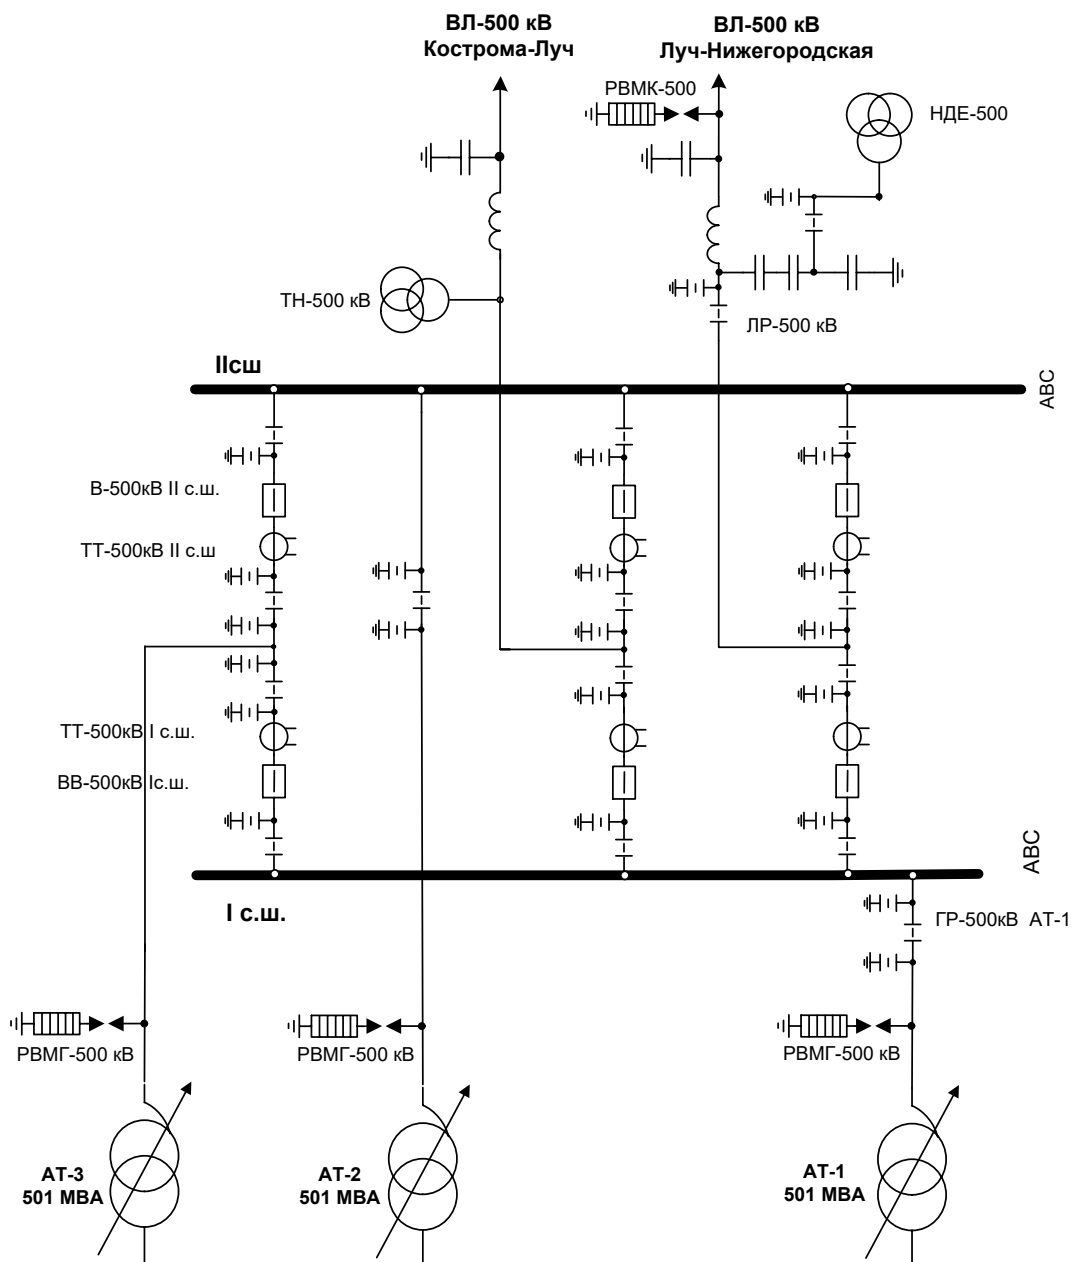 ВЛ-500 кВ
Кострома-Луч
ВЛ-500 кВ
Луч-Нижегородская
РВМК-500
НДЕ-500
ТН-500 кВ
ЛР-500 кВ
IIсш
АВС
В-500кВ II с.ш.
ТТ-500кВ II с.ш
ТТ-500кВ I с.ш.
ВВ-500кВ Iс.ш.
АВС
I с.ш.
ГР-500кВ АТ-1
РВМГ-500 кВ
РВМГ-500 кВ
РВМГ-500 кВ
АТ-3
501 МВА
АТ-2
501 МВА
АТ-1
501 МВА